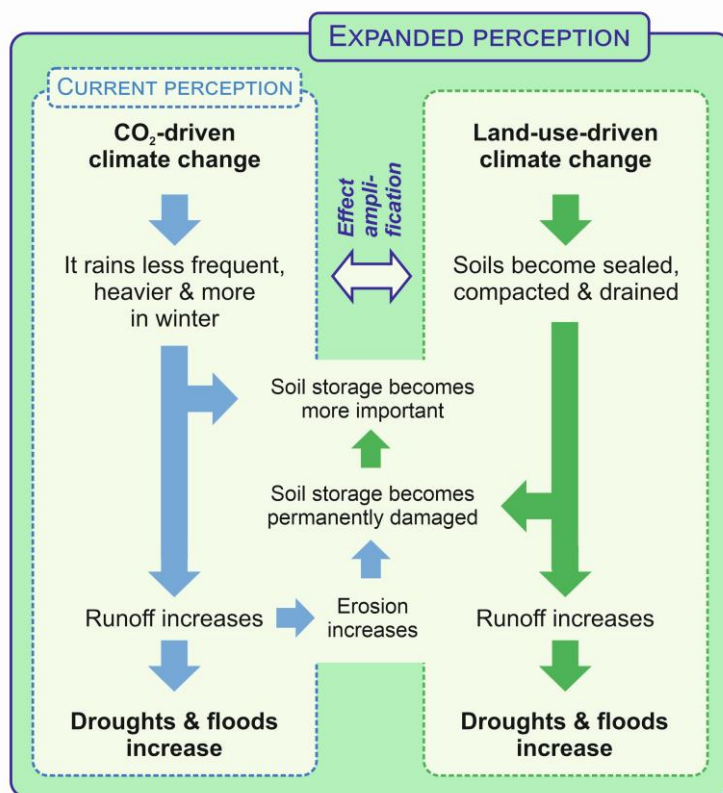 EXPANDED PERCEPTION
CURRENT PERCEPTION
CO₂-driven
climate change
It rains less frequent,
heavier & more
in winter
Runoff increases
Droughts & floods
increase
Effect
ampli-
fication
Soil storage becomes
more important
Soil storage becomes
permanently damaged
Erosion
increases
Land-use-driven
climate change
Soils become sealed,
compacted & drained
Runoff increases
Droughts & floods
increase